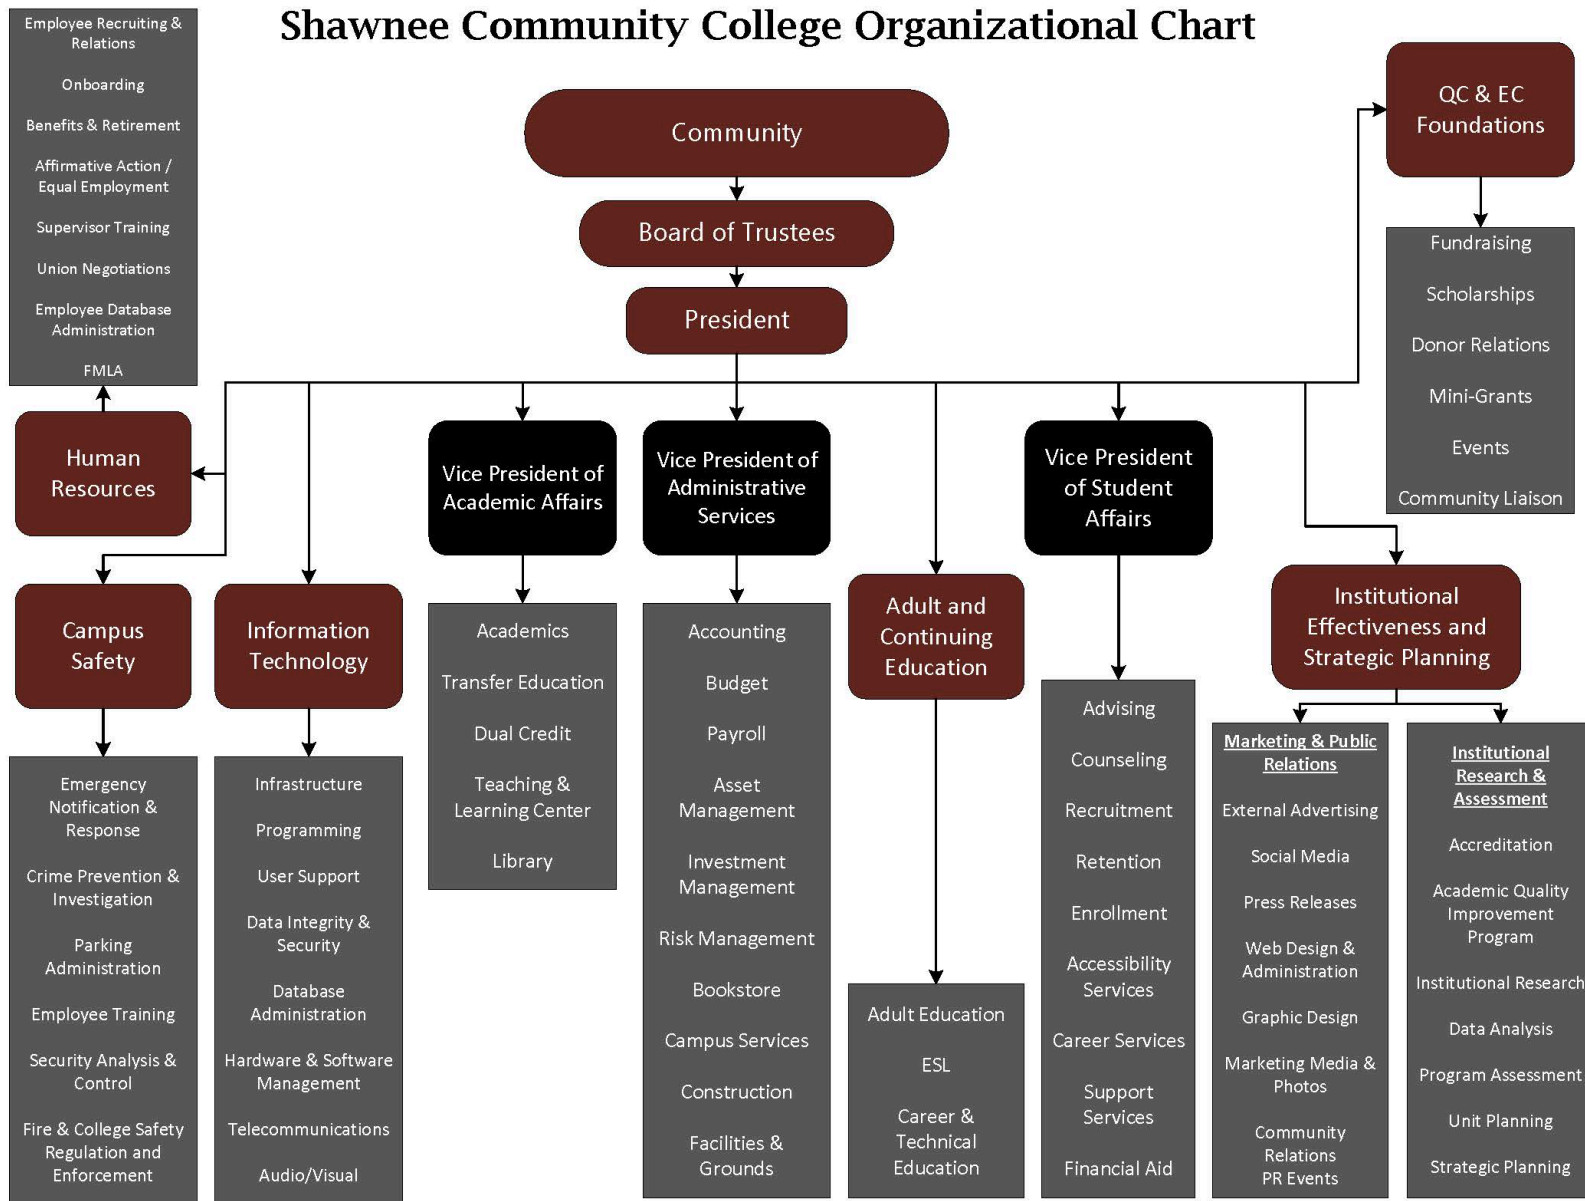 Shawnee Community College Organizational Chart
Employee Recruiting &
Relations
Onboarding
Benefits & Retirement
Affirmative Action /
Equal Employment
Supervisor Training
Union Negotiations
Employee Database
Administration
FMLA
Community
Board of Trustees
President
QC & EC
Foundations
Fundraising
Scholarships
Donor Relations
Mini-Grants
Events
Community Liaison
Human
Resources
Vice President of
Academic Affairs
Vice President of
Administrative
Services
Vice President
of Student
Affairs
Campus
Safety
Information
Technology
Adult and
Continuing
Education
Institutional
Effectiveness and
Strategic Planning
Emergency
Notification &
Response
Crime Prevention &
Investigation
Parking
Administration
Employee Training
Security Analysis &
Control
Fire & College Safety
Regulation and
Enforcement
Infrastructure
Programming
User Support
Data Integrity &
Security
Database
Administration
Hardware & Software
Management
Telecommunications
Audio/Visual
Academics
Transfer Education
Dual Credit
Teaching &
Learning Center
Library
Accounting
Budget
Payroll
Asset
Management
Investment
Management
Risk Management
Bookstore
Campus Services
Construction
Facilities &
Grounds
Adult Education
ESL
Career &
Technical
Education
Advising
Counseling
Recruitment
Retention
Enrollment
Accessibility
Services
Career Services
Support
Services
Financial Aid
Marketing & Public
Relations
External Advertising
Social Media
Press Releases
Web Design &
Administration
Graphic Design
Marketing Media &
Photos
Community
Relations
PR Events
Institutional
Research &
Assessment
Accreditation
Academic Quality
Improvement
Program
Institutional Research
Data Analysis
Program Assessment
Unit Planning
Strategic Planning